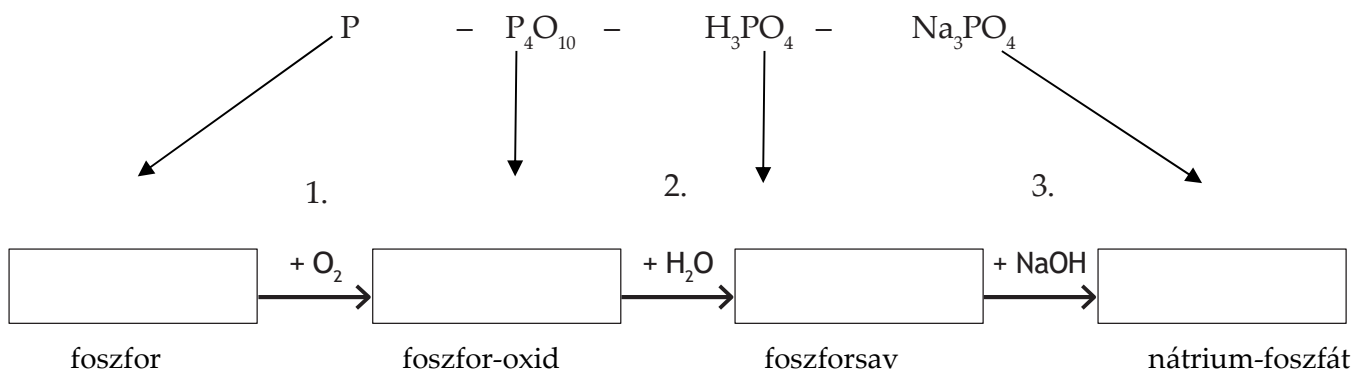 P – P₄O₁₀ – H₃PO₄ – Na₃PO₄
1. 2. 3.
+ O₂ + H₂O + NaOH
foszfor foszfor-oxid foszforsav nátrium-foszfát